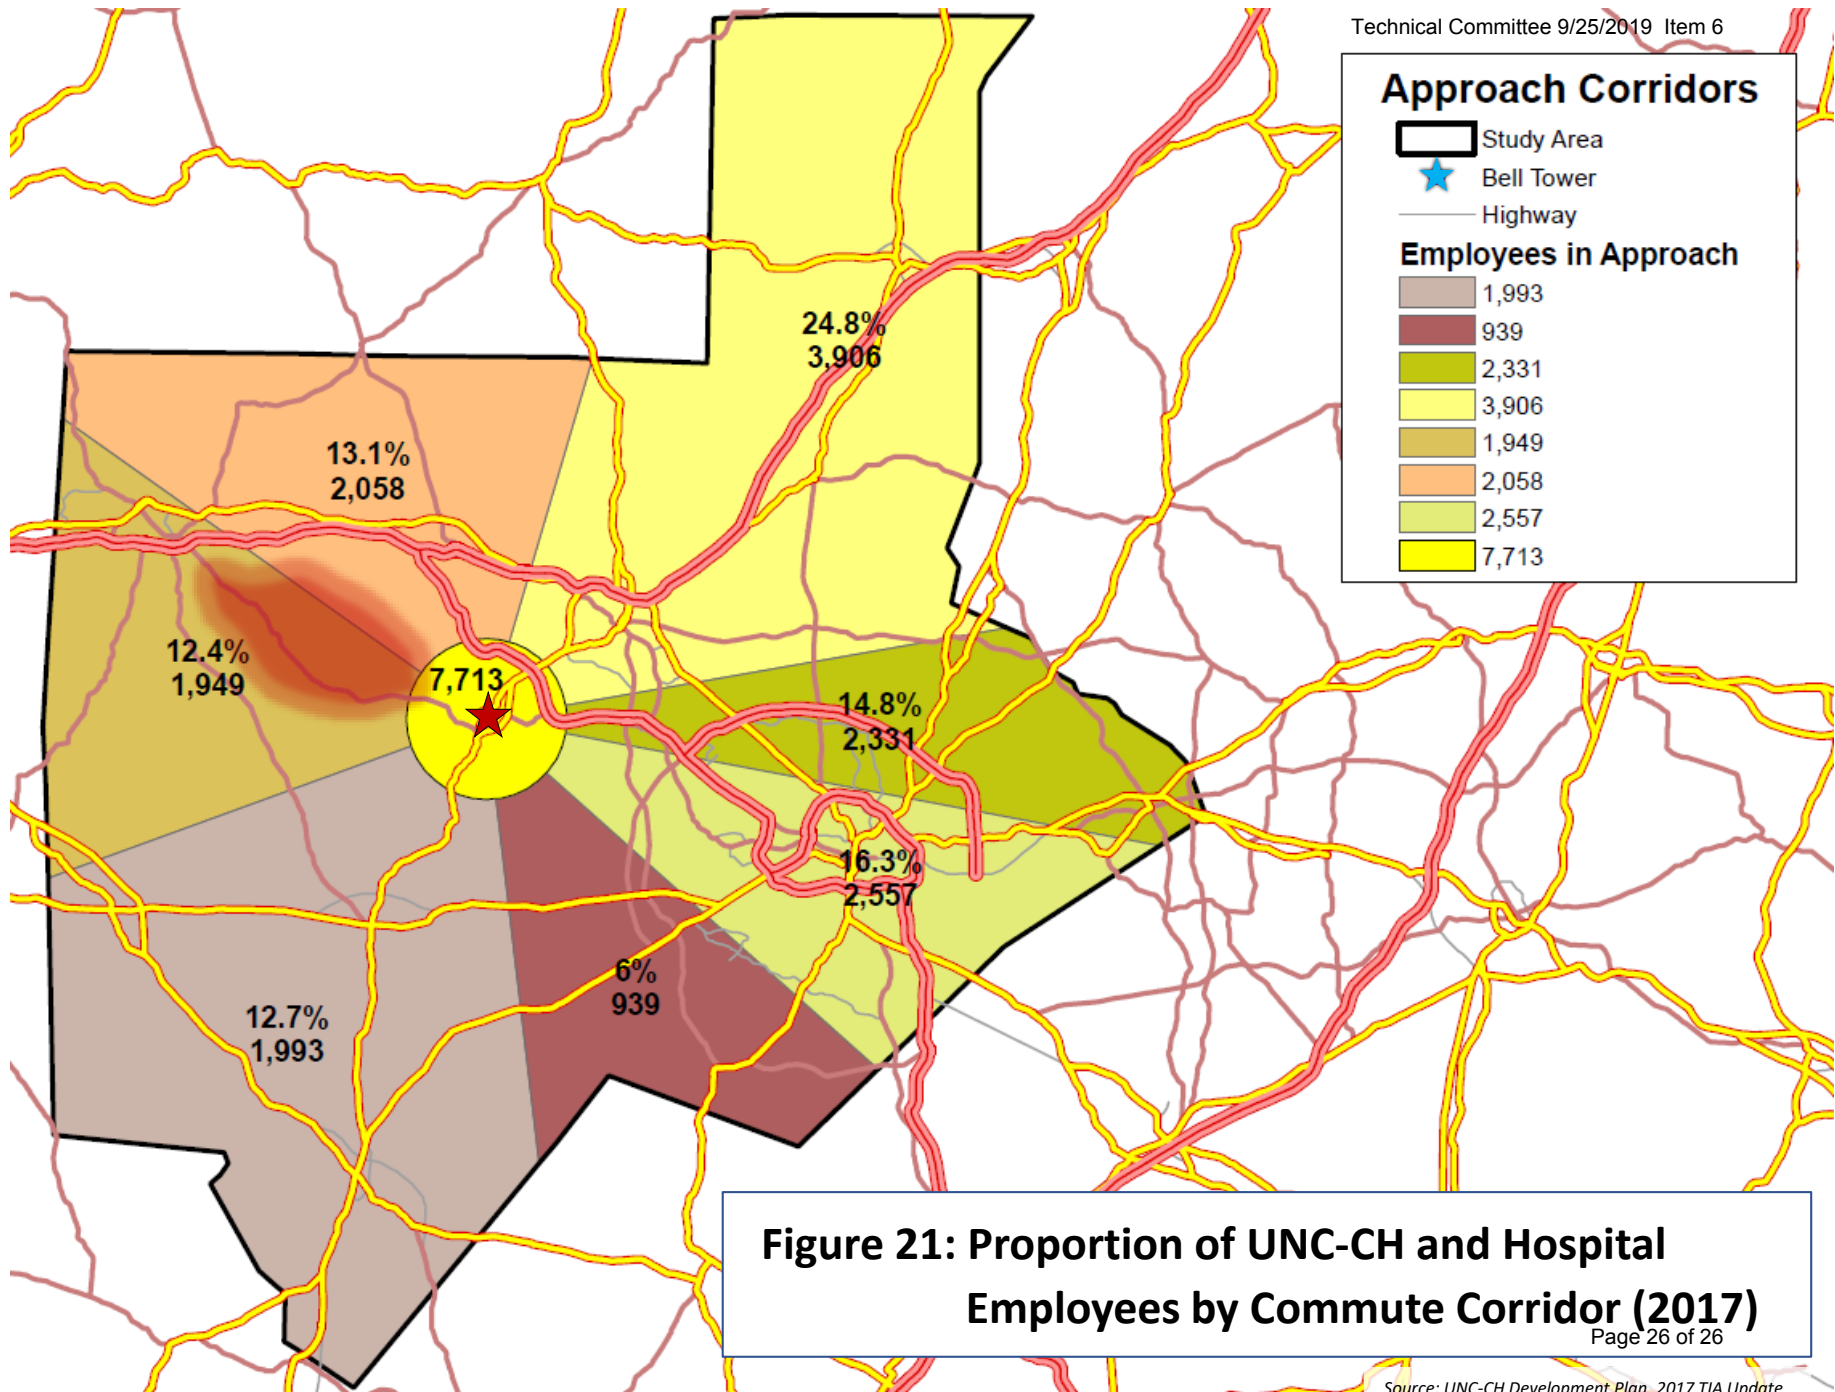 Technical Committee 9/25/2019 Item 6
Approach Corridors
Study Area
Bell Tower
Highway
Employees in Approach
1,993
939
2,331
3,906
1,949
2,058
2,557
7,713
24.8%
3,906
13.1%
2,058
12.4%
1,949
7,713
14.8%
2,331
16.3%
2,557
6%
939
12.7%
1,993
Figure 21: Proportion of UNC-CH and Hospital
Employees by Commute Corridor (2017)
Page 26 of 26
Source: UNC-CH Development Plan, 2017 TIA Update